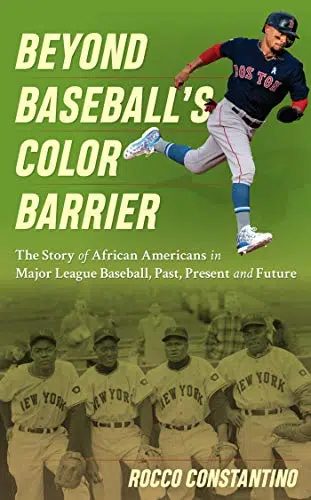 BEYOND
BASEBALL'S
COLOR
BARRIER
BOSTON
The Story of African Americans in
Major League Baseball, Past, Present and Future
NEW YORK
NEW YORK
NEW YORK
NEW YORK
ROCCO CONSTANTINO